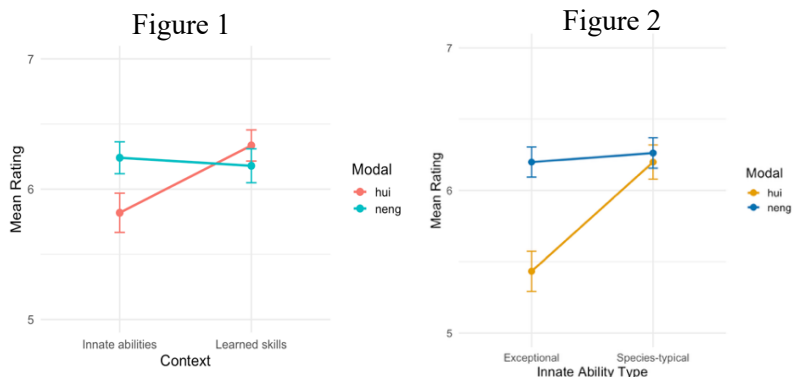 Figure 1
7
6
5
Mean Rating
Innate abilities
Learned skills
Context
Modal
hui
neng
Figure 2
7
6
5
Mean Rating
Exceptional
Species-typical
Innate Ability Type
Modal
hui
neng